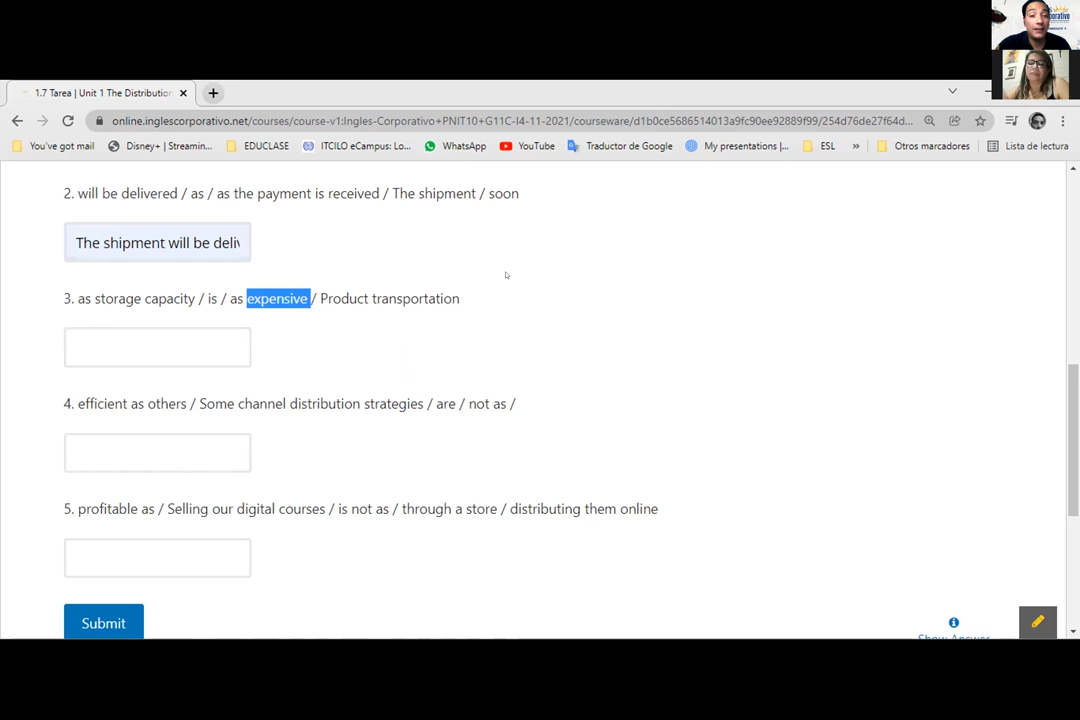 1.7 Tarea | Unit 1 The Distribution
online.inglescorporativo.net/courses/course-v1:Ingles-Corporativo+PNIT10+G11C-I4-11-2021/courseware/d1b0ce5686514013a9fc90ee92889f99/254d76de27f64d...
You've got mail Disney+ | Streamin... EDUCLASE ITCILO eCampus: Lo... WhatsApp YouTube Traductor de Google My presentations |... ESL » Otros marcadores Lista de lectura
2. will be delivered / as / as the payment is received / The shipment / soon
The shipment will be deliv
3. as storage capacity / is / as expensive / Product transportation
4. efficient as others / Some channel distribution strategies / are / not as /
5. profitable as / Selling our digital courses / is not as / through a store / distributing them online
Submit
Show Answer